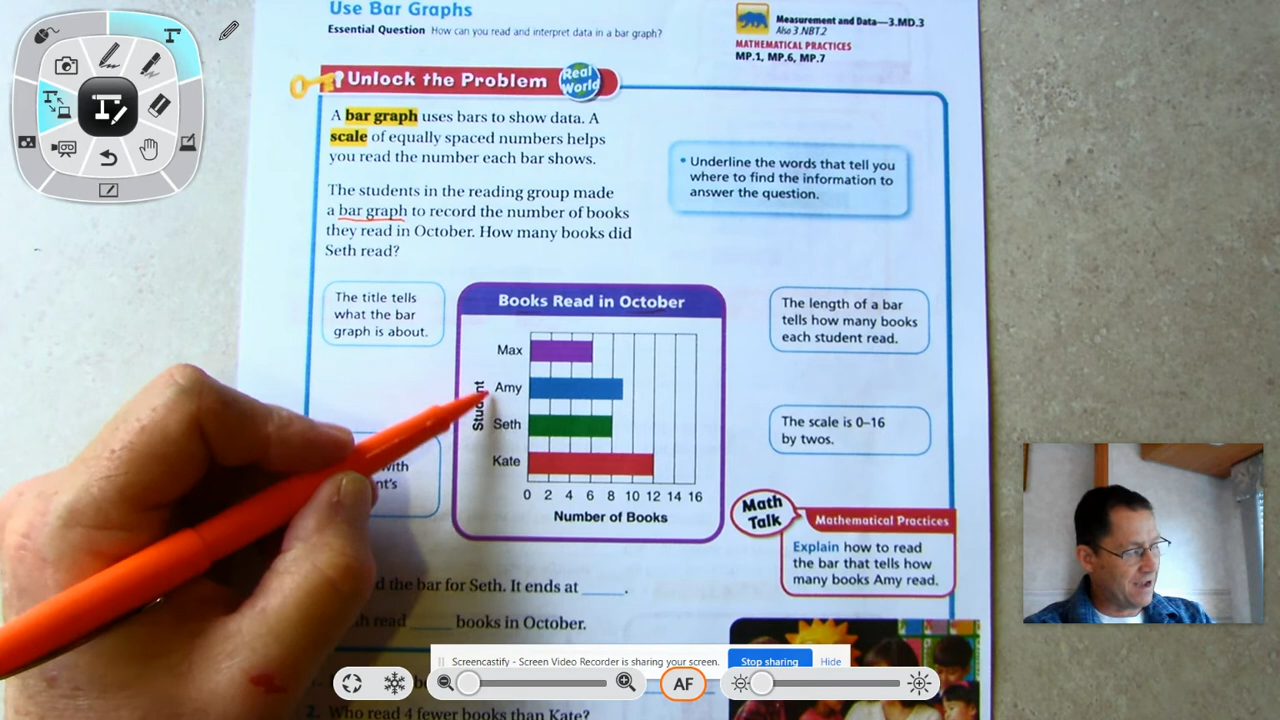 Use Bar Graphs
Essential Question How can you read and interpret data in a bar graph?
Measurement and Data—3.MD.3
Also 3.NBT.2
MATHEMATICAL PRACTICES
MP.1, MP.6, MP.7
Unlock the Problem
Real
World
A bar graph uses bars to show data. A
scale of equally spaced numbers helps
you read the number each bar shows.
The students in the reading group made
a bar graph to record the number of books
they read in October. How many books did
Seth read?
• Underline the words that tell you
where to find the information to
answer the question.
The title tells
what the bar
graph is about.
Books Read in October
Student
Max
Amy
Seth
Kate
0 2 4 6 8 10 12 14 16
Number of Books
The length of a bar
tells how many books
each student read.
The scale is 0–16
by twos.
with
Math
Talk
Mathematical Practices
Explain how to read
the bar that tells how
many books Amy read.
the bar for Seth. It ends at _____.
read _____ books in October.
2. Who read 4 fewer books than Kate?
Screencastify - Screen Video Recorder is sharing your screen.
Stop sharing
Hide
AF